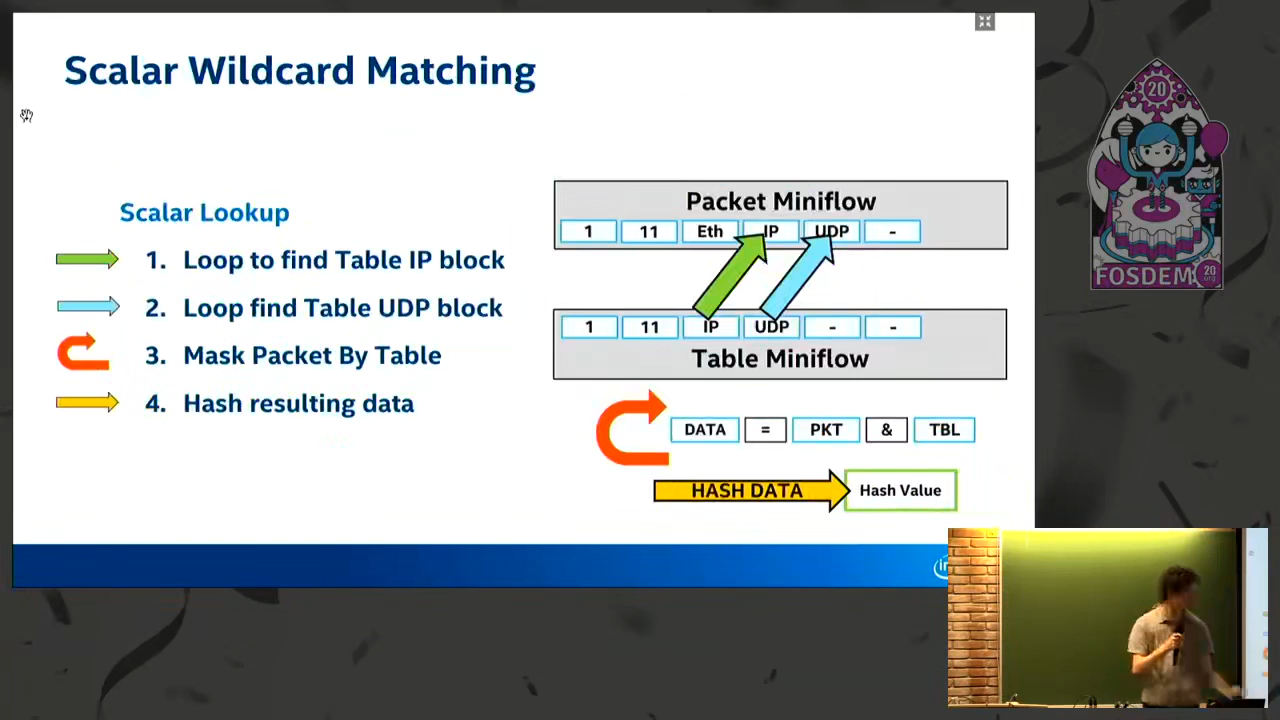 Scalar Wildcard Matching
Scalar Lookup
1. Loop to find Table IP block
2. Loop find Table UDP block
3. Mask Packet By Table
4. Hash resulting data
Packet Miniflow
1 11 Eth IP UDP -
1 11 IP UDP - -
Table Miniflow
DATA = PKT & TBL
HASH DATA Hash Value
20
FOSDEM 20
.org